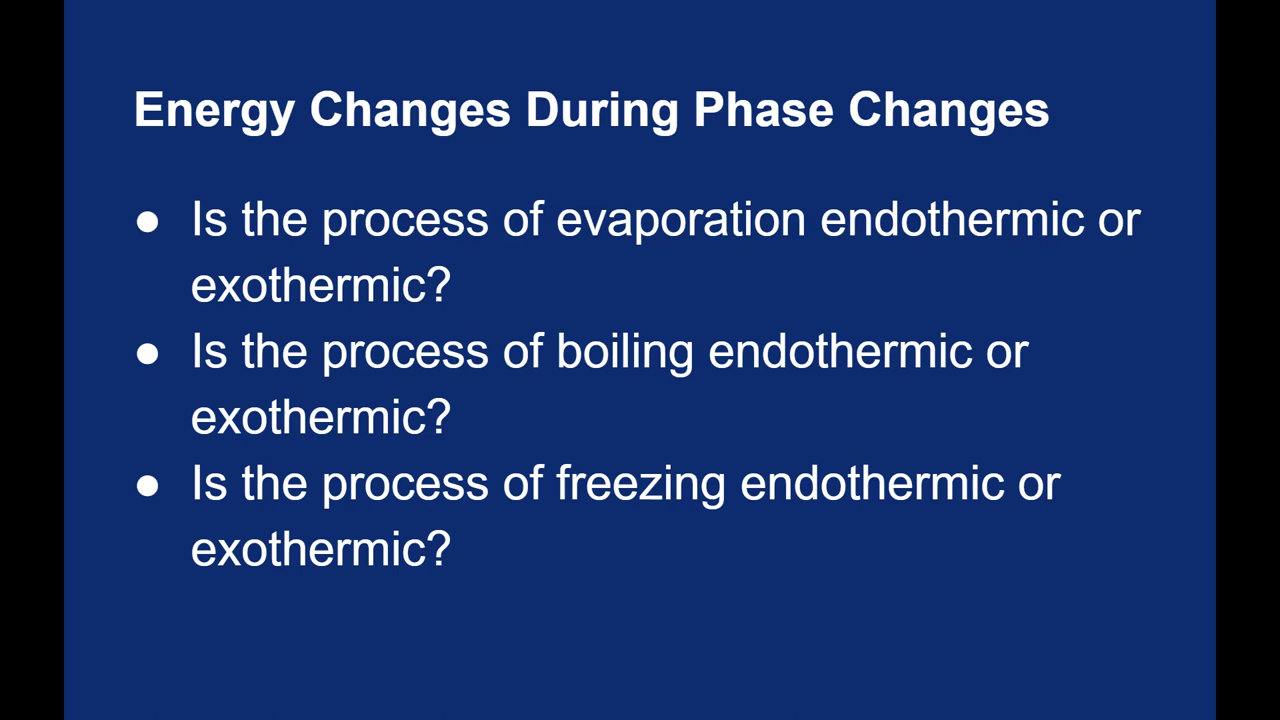 Energy Changes During Phase Changes
● Is the process of evaporation endothermic or
exothermic?
● Is the process of boiling endothermic or
exothermic?
● Is the process of freezing endothermic or
exothermic?